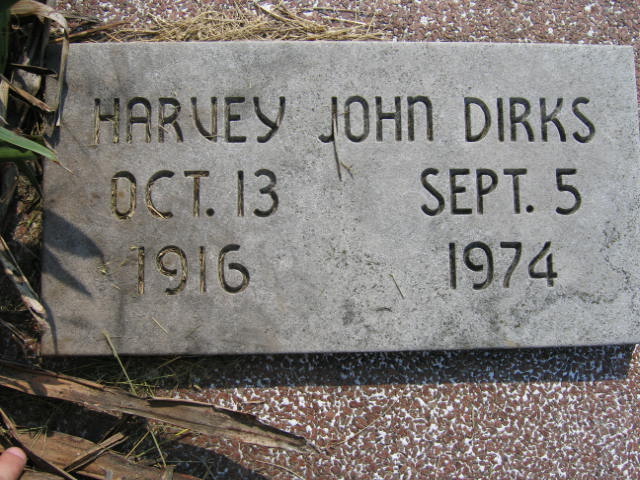 HARVEY JOHN DIRKS
OCT. 13 SEPT. 5
1916 1974